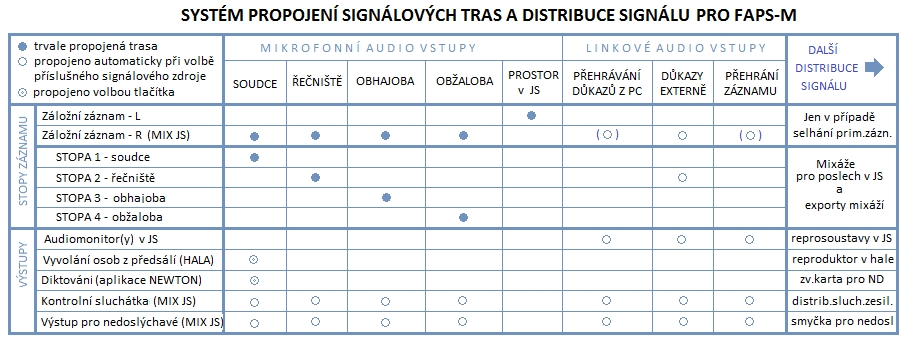 SYSTÉM PROPOJENÍ SIGNÁLOVÝCH TRAS A DISTRIBUCE SIGNÁLU PRO FAPS-M
trvale propojená trasa
propojeno automaticky při volbě
příslušného signálového zdroje
propojeno volbou tlačítka
MIKROFONNÍ AUDIO VSTUPY
LINKOVÉ AUDIO VSTUPY
DALŠÍ
DISTRIBUCE
SIGNÁLU
SOUDCE
ŘEČNIŠTĚ
OBHAJOBA
OBŽALOBA
PROSTOR
v JS
PŘEHRÁVÁNÍ
DŮKAZŮ Z PC
DŮKAZY
EXTERNĚ
PŘEHRÁNÍ
ZÁZNAMU
STOPY ZÁZNAMU
Záložní záznam - L
Záložní záznam - R (MIX JS)
( )
( )
Jen v případě
selhání prim.zázn.
STOPA 1 - soudce
STOPA 2 - řečniště
STOPA 3 - obhajoba
STOPA 4 - obžaloba
Mixáže
pro poslech v JS
a
exporty mixáží
VÝSTUPY
Audiomonitor(y) v JS
reprosoustavy v JS
Vyvolání osob z předsálí (HALA)
reproduktor v hale
Diktování (aplikace NEWTON)
zv.karta pro ND
Kontrolní sluchátka (MIX JS)
distrib.sluch.zesil.
Výstup pro nedoslýchavé (MIX JS)
smyčka pro nedosl